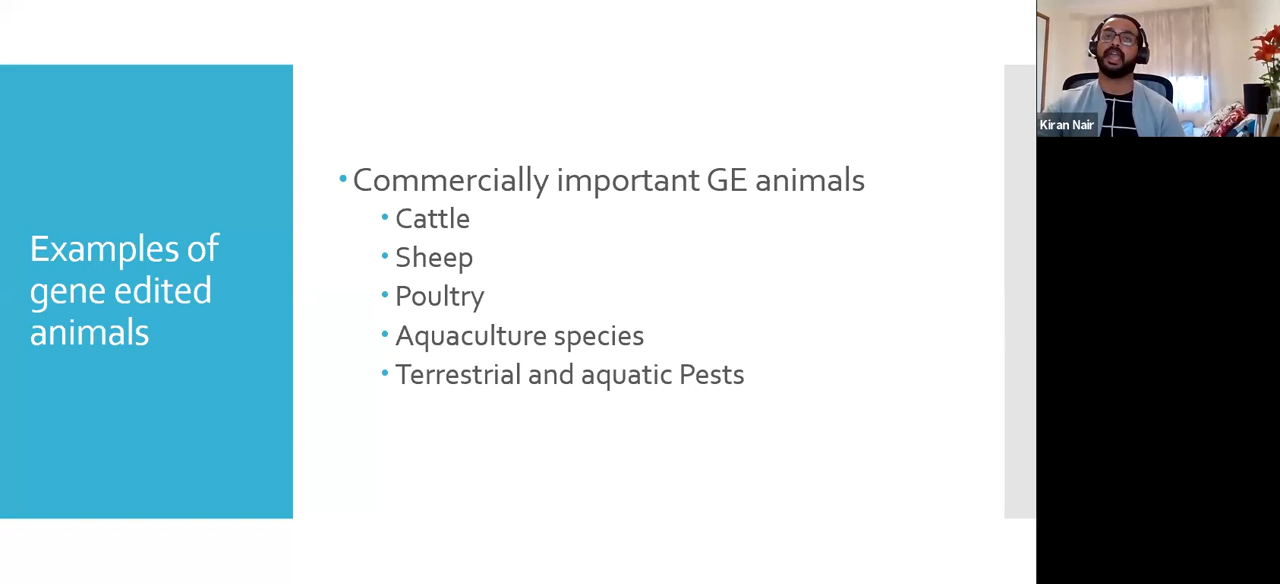 Examples of
gene edited
animals
• Commercially important GE animals
• Cattle
• Sheep
• Poultry
• Aquaculture species
• Terrestrial and aquatic Pests
Kiran Nair